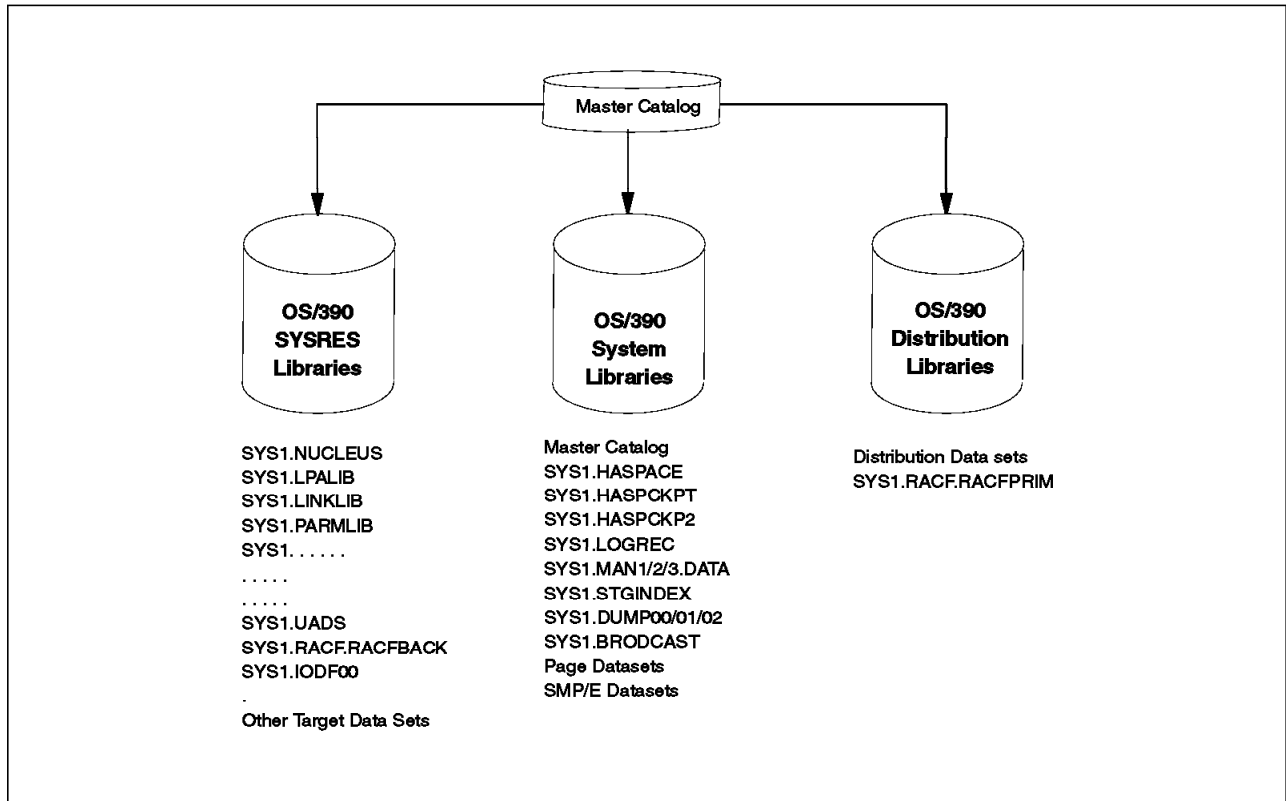 Master Catalog
OS/390
SYSRES
Libraries
OS/390
System
Libraries
OS/390
Distribution
Libraries
SYS1.NUCLEUS
SYS1.LPALIB
SYS1.LINKLIB
SYS1.PARMLIB
SYS1. . . . . .
. . . . .
. . . . .
SYS1.UADS
SYS1.RACF.RACFBACK
SYS1.IODF00
.
Other Target Data Sets
Master Catalog
SYS1.HASPACE
SYS1.HASPCKPT
SYS1.HASPCKP2
SYS1.LOGREC
SYS1.MAN1/2/3.DATA
SYS1.STGINDEX
SYS1.DUMP00/01/02
SYS1.BRODCAST
Page Datasets
SMP/E Datasets
Distribution Data sets
SYS1.RACF.RACFPRIM